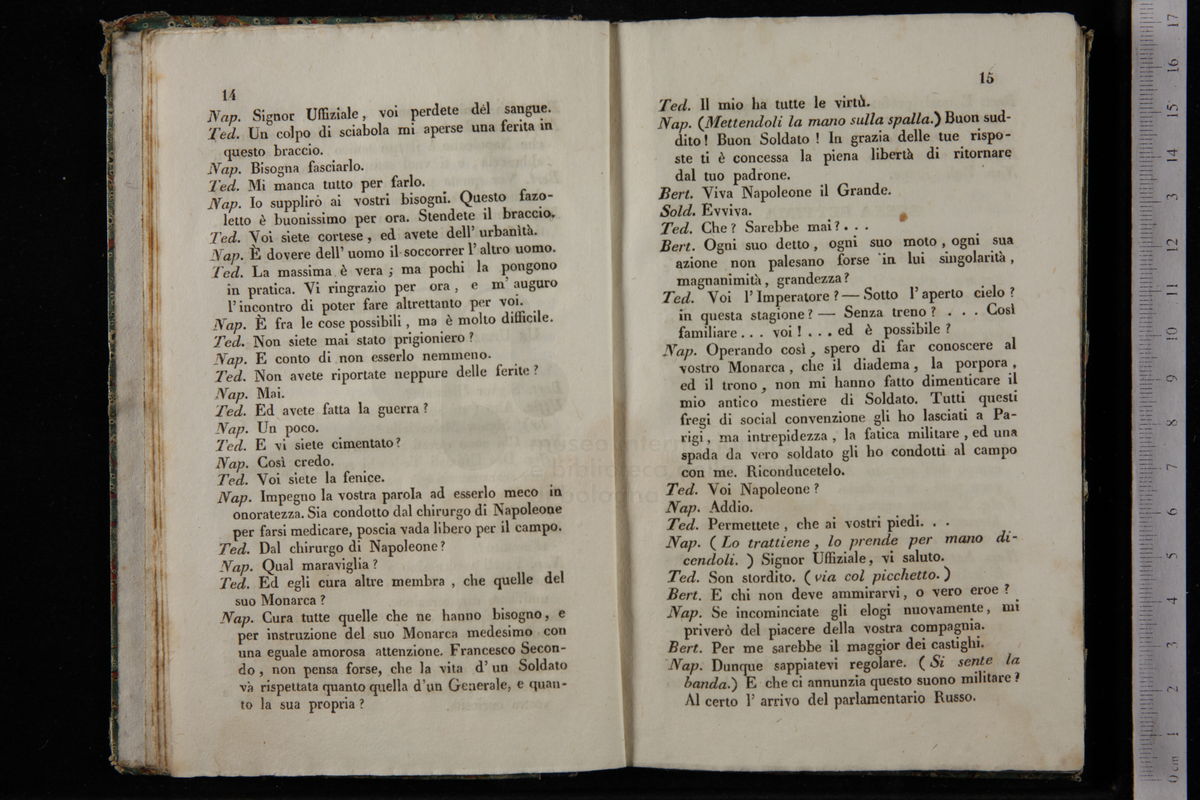 14
Nap. Signor Uffiziale, voi perdete del sangue.
Ted. Un colpo di sciabola mi aperse una ferita in
questo braccio.
Nap. Bisogna fasciarlo.
Ted. Mi manca tutto per farlo.
Nap. Io supplirò ai vostri bisogni. Questo fazo-
letto è buonissimo per ora. Stendete il braccio.
Ted. Voi siete cortese, ed avete dell' urbanità.
Nap. È dovere dell' uomo il soccorrer l' altro uomo.
Ted. La massima è vera; ma pochi la pongono
in pratica. Vi ringrazio per ora, e m' auguro
l'incontro di poter fare altrettanto per voi.
Nap. È fra le cose possibili, ma è molto difficile.
Ted. Non siete mai stato prigioniero?
Nap. E conto di non esserlo nemmeno.
Ted. Non avete riportate neppure delle ferite?
Nap. Mai.
Ted. Ed avete fatta la guerra?
Nap. Un poco.
Ted. E vi siete cimentato?
Nap. Così credo.
Ted. Voi siete la fenice.
Nap. Impegno la vostra parola ad esserlo meco in
onoratezza. Sia condotto dal chirurgo di Napoleone
per farsi medicare, poscia vada libero per il campo.
Ted. Dal chirurgo di Napoleone?
Nap. Qual maraviglia?
Ted. Ed egli cura altre membra, che quelle del
suo Monarca?
Nap. Cura tutte quelle che ne hanno bisogno, e
per instruzione del suo Monarca medesimo con
una eguale amorosa attenzione. Francesco Secon-
do, non pensa forse, che la vita d' un Soldato
và rispettata quanto quella d'un Generale, e quan-
to la sua propria?
15
Ted. Il mio ha tutte le virtù.
Nap. (Mettendoli la mano sulla spalla.) Buon sud-
dito! Buon Soldato! In grazia delle tue rispo-
ste ti è concessa la piena libertà di ritornare
dal tuo padrone.
Bert. Viva Napoleone il Grande.
Sold. Evviva.
Ted. Che? Sarebbe mai?...
Bert. Ogni suo detto, ogni suo moto, ogni sua
azione non palesano forse in lui singolarità,
magnanimità, grandezza?
Ted. Voi l'Imperatore?— Sotto l'aperto cielo?
in questa stagione?— Senza treno?... Così
familiare... voi!... ed è possibile?
Nap. Operando così, spero di far conoscere al
vostro Monarca, che il diadema, la porpora,
ed il trono, non mi hanno fatto dimenticare il
mio antico mestiere di Soldato. Tutti questi
fregi di social convenzione gli ho lasciati a Pa-
rigi, ma intrepidezza, la fatica militare, ed una
spada da vero soldato gli ho condotti al campo
con me. Riconducetelo.
Ted. Voi Napoleone?
Nap. Addio.
Ted. Permettete, che ai vostri piedi...
Nap. (Lo trattiene, lo prende per mano di-
cendoli.) Signor Uffiziale, vi saluto.
Ted. Son stordito. (via col picchetto.)
Bert. E chi non deve ammirarvi, o vero eroe?
Nap. Se incominciate gli elogi nuovamente, mi
priverò del piacere della vostra compagnia.
Bert. Per me sarebbe il maggior dei castighi.
Nap. Dunque sappiatevi regolare. (Si sente la
banda.) E che ci annunzia questo suono militare?
Al certo l' arrivo del parlamentario Russo.
0 cm 1 2 3 4 5 6 7 8 9 10 11 12 13 14 15 16 17